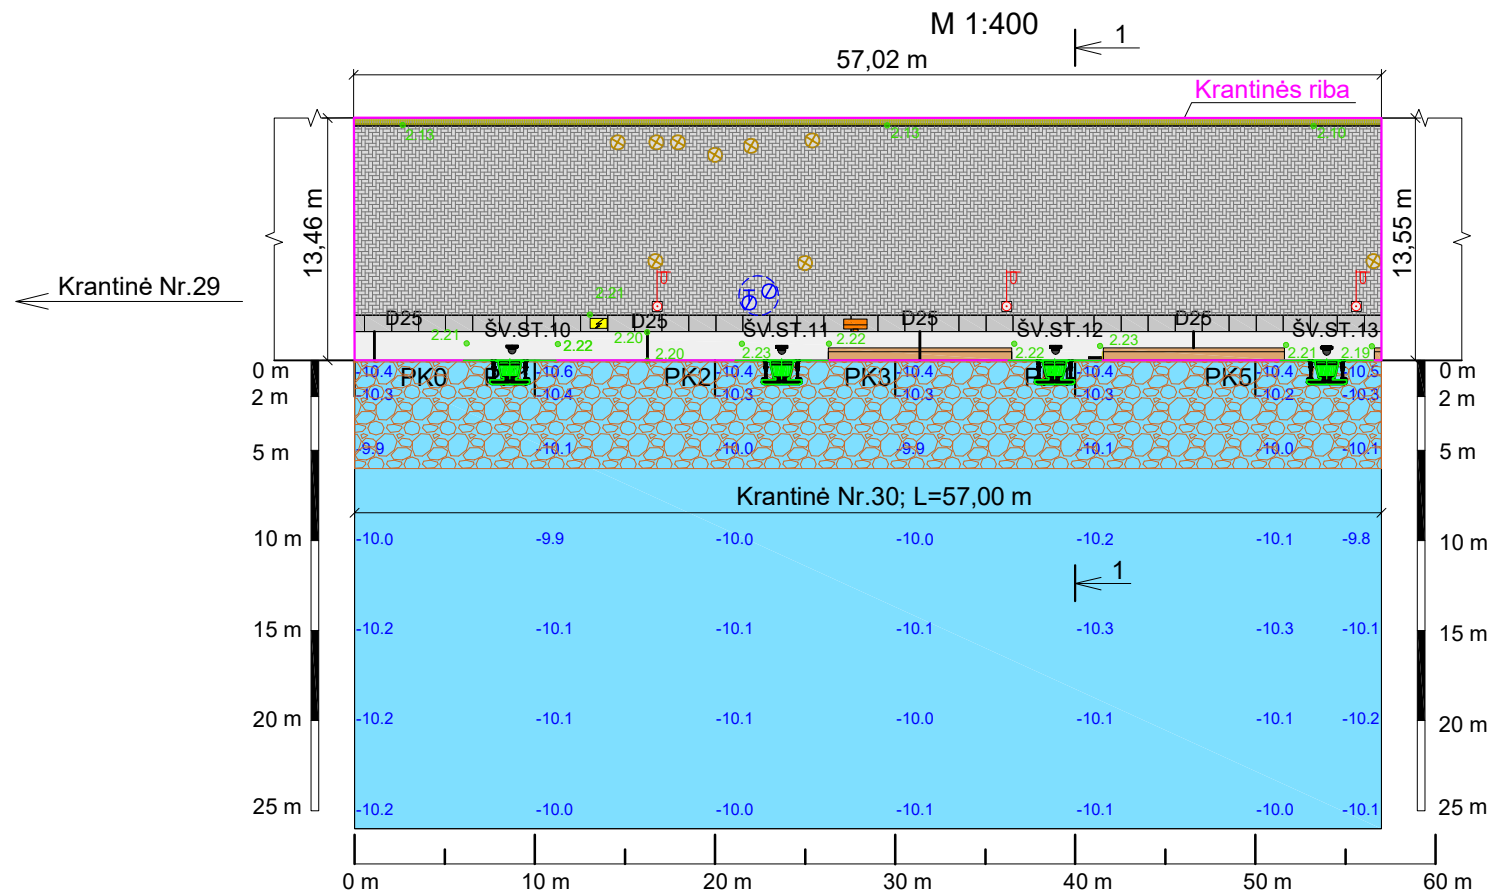 M 1:400
1
57,02 m
Krantinės riba
2.13 2.13 2.19
13,46 m
13,55 m
Krantinė Nr.29
2.21
D25 D25 D25 D25
2.21 ŠV.ST.10 2.22 2.20 2.20 ŠV.ST.11 2.23 2.22 ŠV.ST.12 2.22 2.23 ŠV.ST.13 2.21 2.19
0 m -10.4 -10.6 -10.4 -10.4 -10.4 -10.4 -10.5 0 m
PK0 PK2 PK3 PK5
2 m -10.3 -10.4 -10.3 -10.3 -10.3 -10.2 -10.3 2 m
5 m -9.9 -10.1 -10.0 -9.9 -10.1 -10.0 -10.1 5 m
Krantinė Nr.30; L=57,00 m
10 m -10.0 -9.9 -10.0 -10.0 -10.2 -10.1 -9.8 10 m
1
15 m -10.2 -10.1 -10.1 -10.1 -10.3 -10.3 -10.1 15 m
20 m -10.2 -10.1 -10.1 -10.0 -10.1 -10.1 -10.2 20 m
25 m -10.2 -10.0 -10.0 -10.1 -10.1 -10.0 -10.1 25 m
0 m 10 m 20 m 30 m 40 m 50 m 60 m